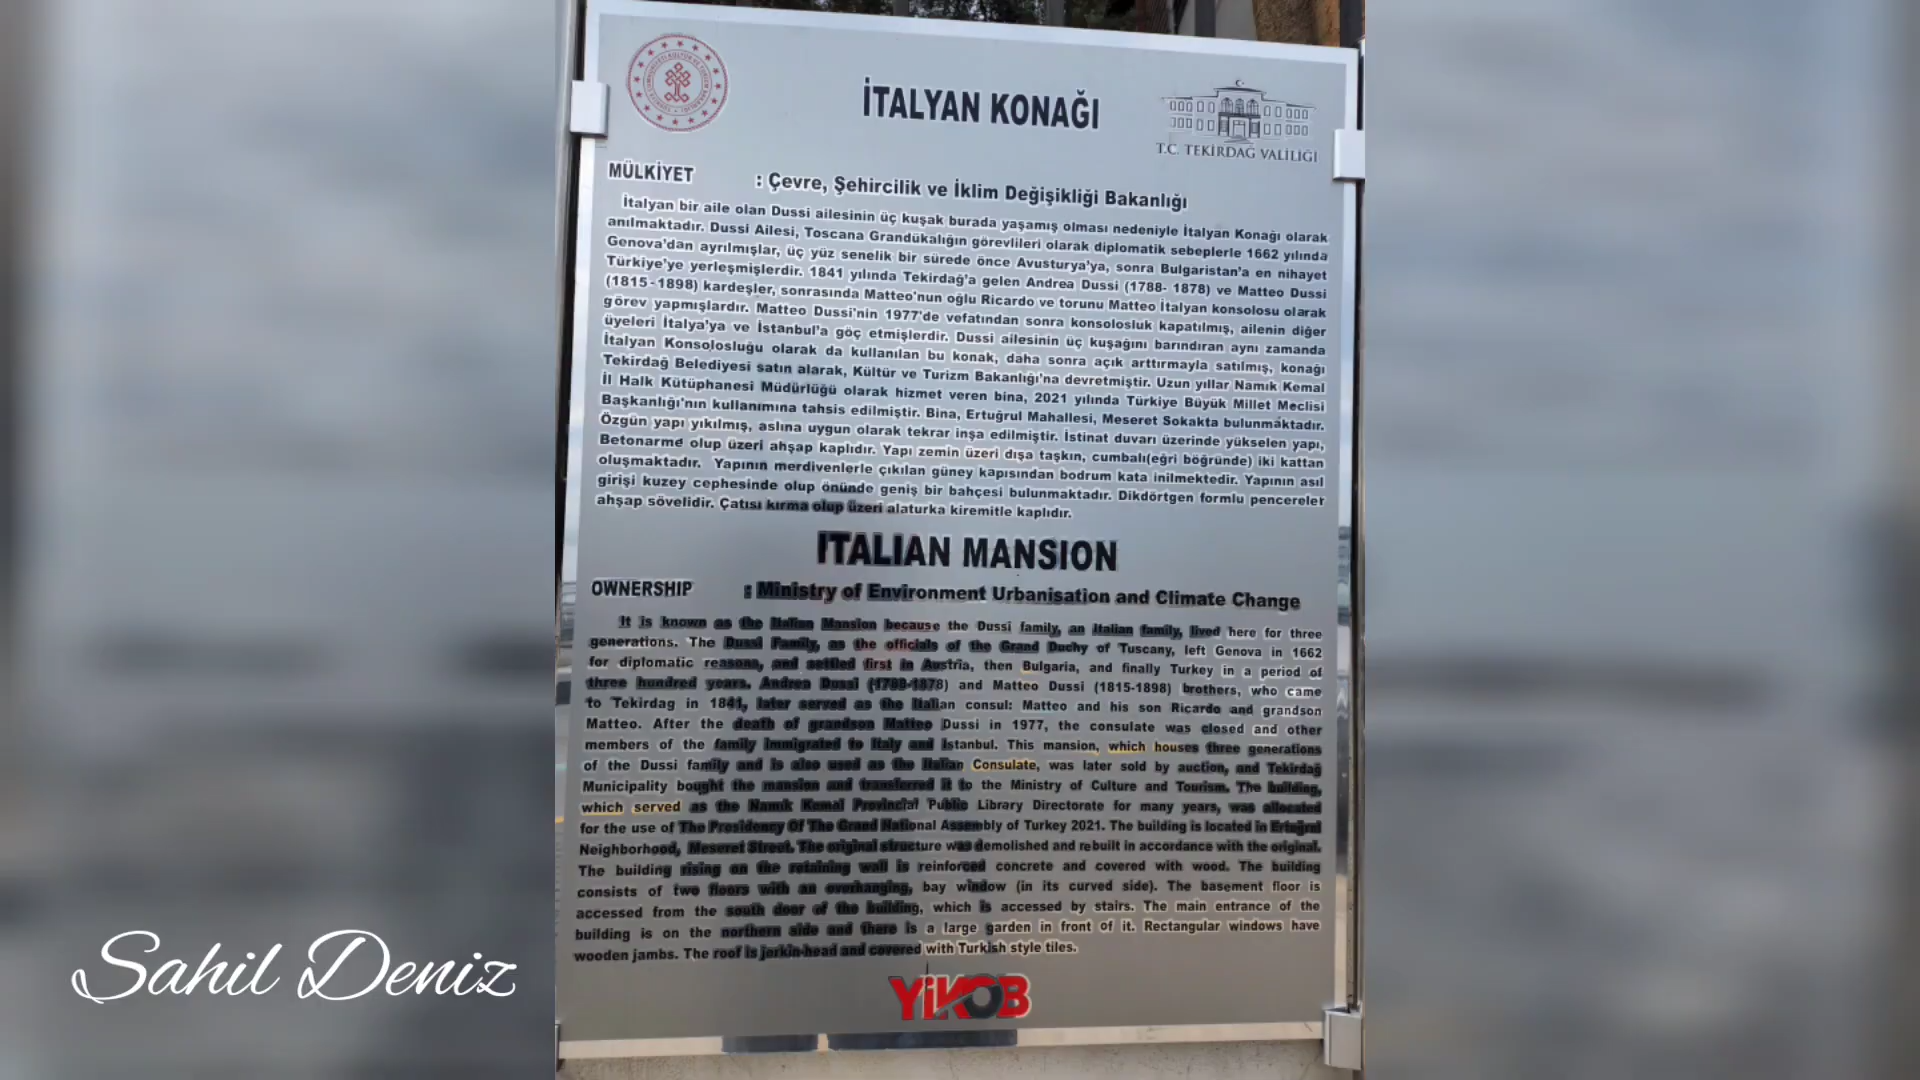 İTALYAN KONAĞI
T.C. TEKİRDAĞ VALİLİĞİ
MÜLKİYET : Çevre, Şehircilik ve İklim Değişikliği Bakanlığı
İtalyan bir aile olan Dussi ailesinin üç kuşak burada yaşamış olması nedeniyle İtalyan Konağı olarak
anılmaktadır. Dussi Ailesi, Toscana Grandükalığın görevlileri olarak diplomatik sebeplerle 1662 yılında
Genova'dan ayrılmışlar, üç yüz senelik bir sürede önce Avusturya'ya, sonra Bulgaristan'a en nihayet
Türkiye'ye yerleşmişlerdir. 1841 yılında Tekirdağ'a gelen Andrea Dussi (1788- 1878) ve Matteo Dussi
(1815-1898) kardeşler, sonrasında Matteo'nun oğlu Ricardo ve torunu Matteo İtalyan konsolosu olarak
görev yapmışlardır. Matteo Dussi'nin 1977'de vefatından sonra konsolosluk kapatılmış, ailenin diğer
üyeleri İtalya'ya ve İstanbul'a göç etmişlerdir. Dussi ailesinin üç kuşağını barındıran aynı zamanda
İtalyan Konsolosluğu olarak da kullanılan bu konak, daha sonra açık arttırmayla satılmış, konağı
Tekirdağ Belediyesi satın alarak, Kültür ve Turizm Bakanlığı'na devretmiştir. Uzun yıllar Namık Kemal
İl Halk Kütüphanesi Müdürlüğü olarak hizmet veren bina, 2021 yılında Türkiye Büyük Millet Meclisi
Başkanlığı'nın kullanımına tahsis edilmiştir. Bina, Ertuğrul Mahallesi, Meseret Sokakta bulunmaktadır.
Özgün yapı yıkılmış, aslına uygun olarak tekrar inşa edilmiştir. İstinat duvarı üzerinde yükselen yapı,
Betonarme olup üzeri ahşap kaplıdır. Yapı zemin üzeri dışa taşkın, cumbalı(eğri böğründe) iki kattan
oluşmaktadır. Yapının merdivenlerle çıkılan güney kapısından bodrum kata inilmektedir. Yapının asıl
girişi kuzey cephesinde olup önünde geniş bir bahçesi bulunmaktadır. Dikdörtgen formlu pencereler
ahşap sövelidir. Çatısı kırma olup üzeri alaturka kiremitle kaplıdır.
ITALIAN MANSION
OWNERSHIP : Ministry of Environment Urbanisation and Climate Change
It is known as the Italian Mansion because the Dussi family, an Italian family, lived here for three
generations. The Dussi Family, as the officials of the Grand Duchy of Tuscany, left Genova in 1662
for diplomatic reasons, and settled first in Austria, then Bulgaria, and finally Turkey in a period of
three hundred years. Andrea Dussi (1788-1878) and Matteo Dussi (1815-1898) brothers, who came
to Tekirdag in 1841, later served as the Italian consul: Matteo and his son Ricardo and grandson
Matteo. After the death of grandson Matteo Dussi in 1977, the consulate was closed and other
members of the family immigrated to Italy and Istanbul. This mansion, which houses three generations
of the Dussi family and is also used as the Italian Consulate, was later sold by auction, and Tekirdağ
Municipality bought the mansion and transferred it to the Ministry of Culture and Tourism. The building,
which served as the Namık Kemal Provincial Public Library Directorate for many years, was allocated
for the use of The Presidency Of The Grand National Assembly of Turkey 2021. The building is located in Ertuğrul
Neighborhood, Meseret Street. The original structure was demolished and rebuilt in accordance with the original.
The building rising on the retaining wall is reinforced concrete and covered with wood. The building
consists of two floors with an overhanging, bay window (in its curved side). The basement floor is
accessed from the south door of the building, which is accessed by stairs. The main entrance of the
building is on the northern side and there is a large garden in front of it. Rectangular windows have
wooden jambs. The roof is jerkin-head and covered with Turkish style tiles.
YİKOB
Sahil Deniz